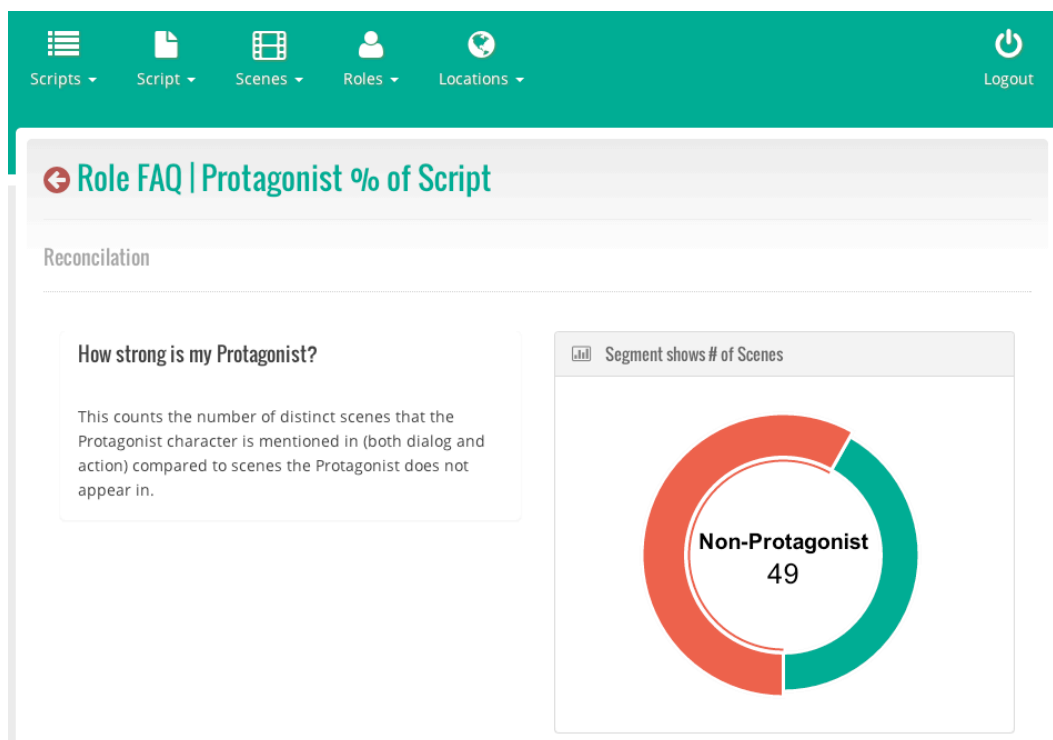 Scripts
Script
Scenes
Roles
Locations
Logout
Role FAQ | Protagonist % of Script
Reconcilation
How strong is my Protagonist?
This counts the number of distinct scenes that the
Protagonist character is mentioned in (both dialog and
action) compared to scenes the Protagonist does not
appear in.
Segment shows # of Scenes
Non-Protagonist
49